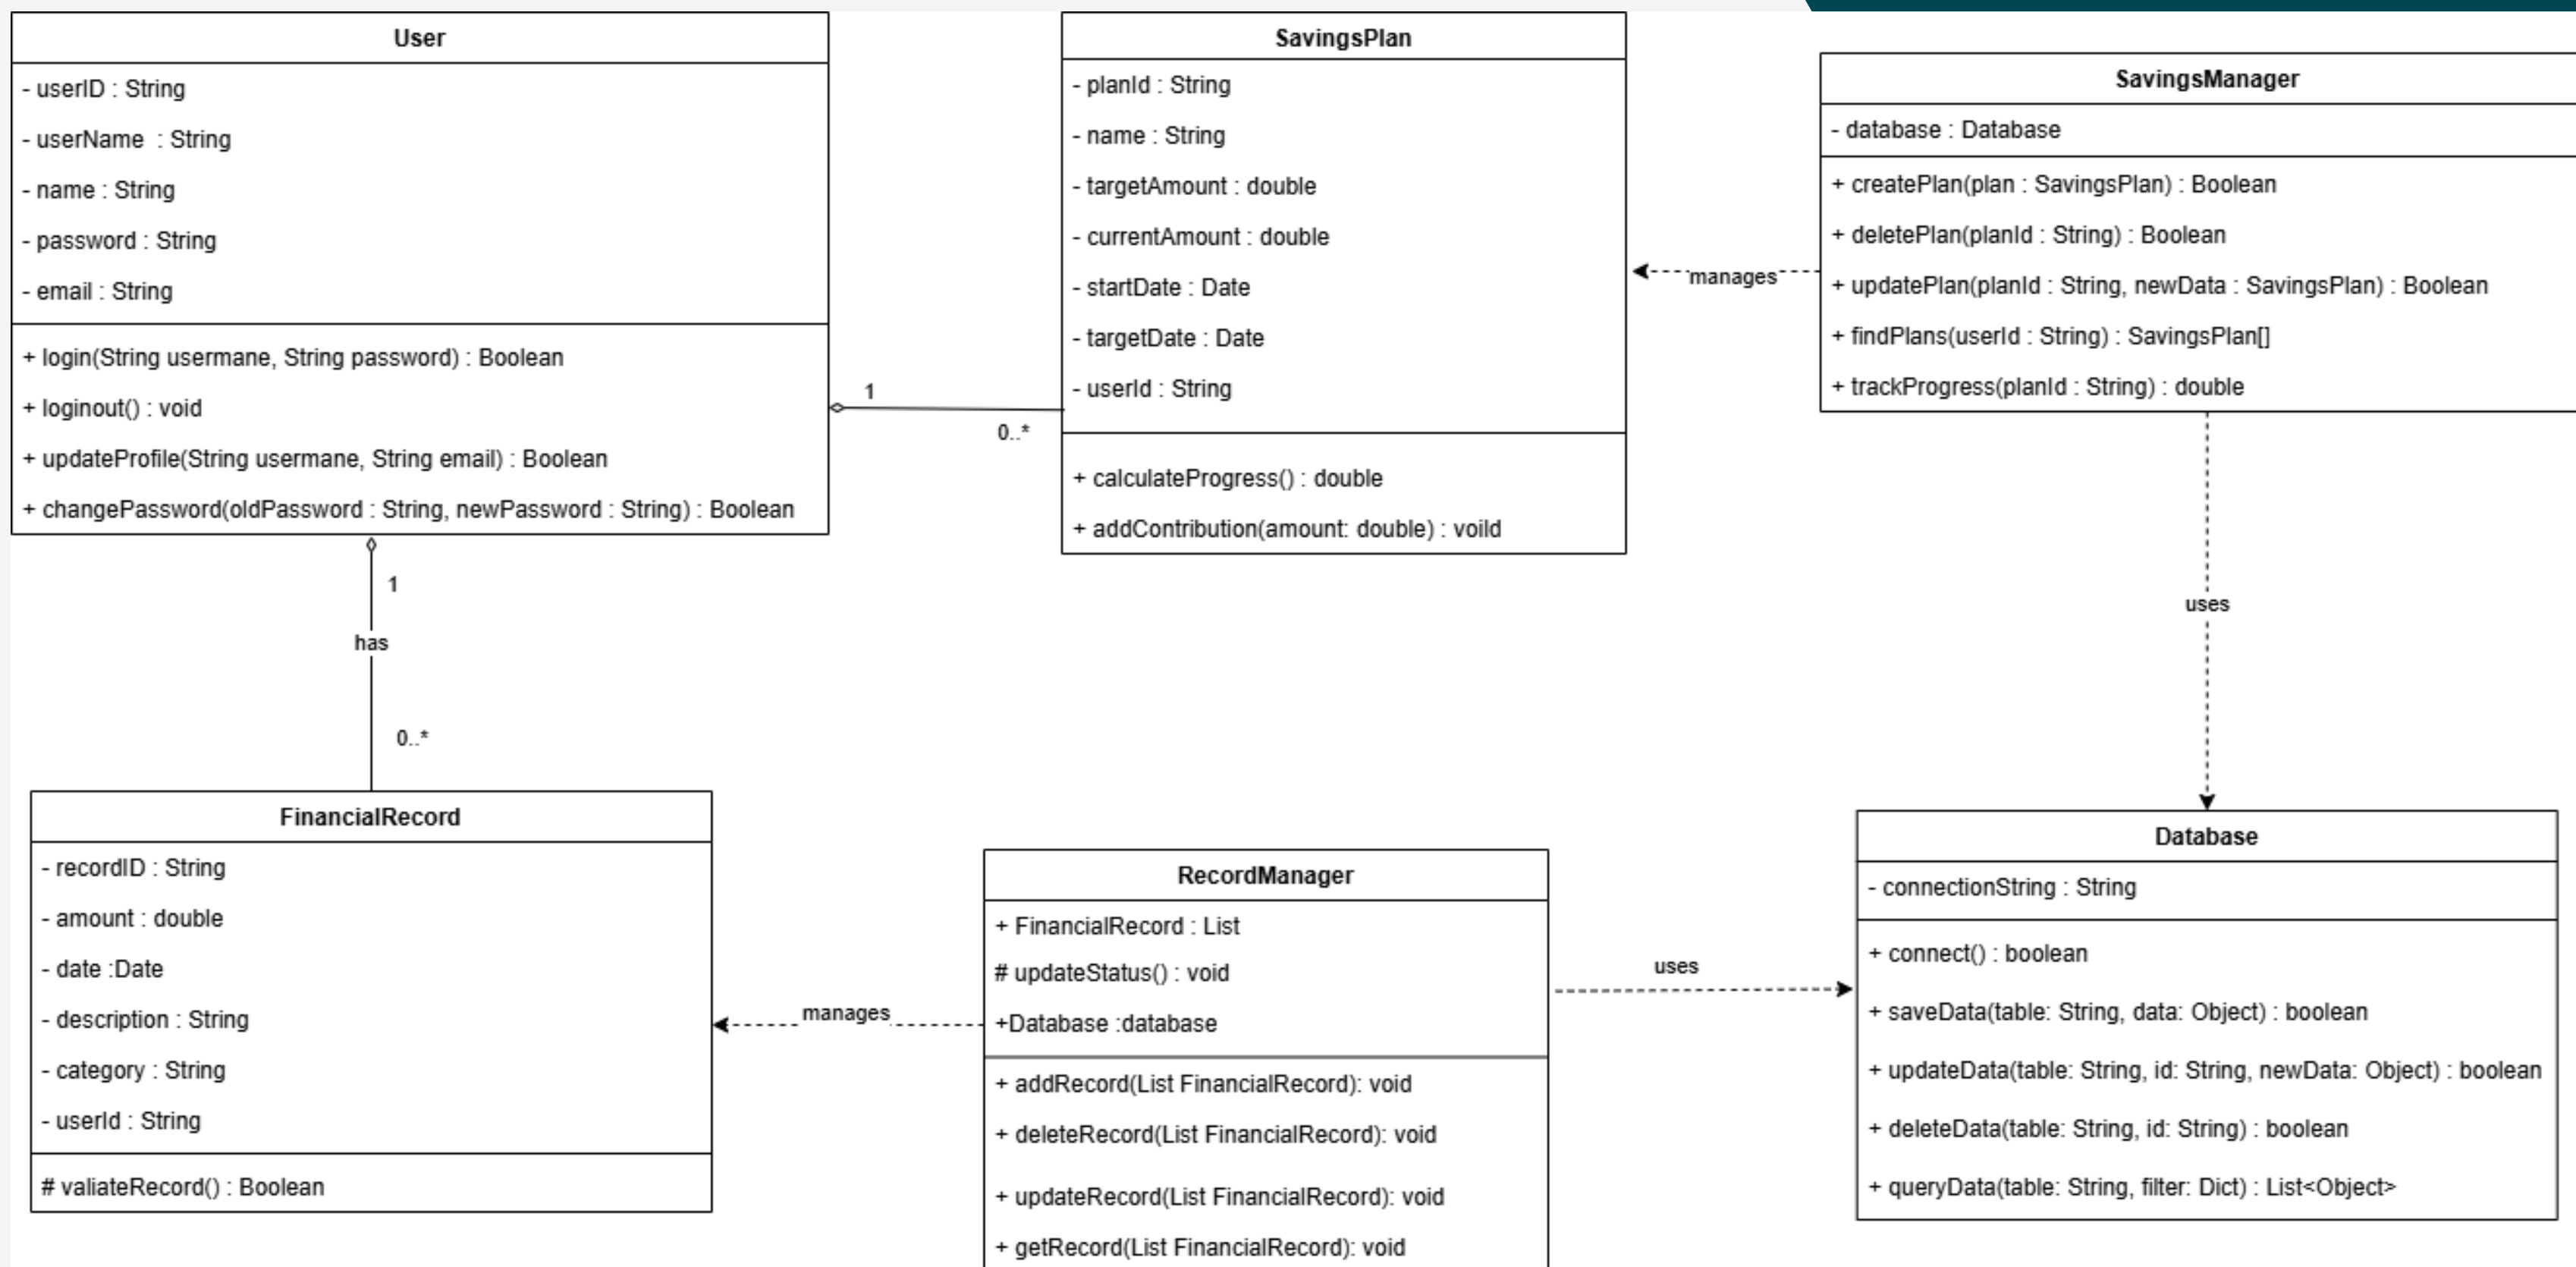 User
- userID : String
- userName : String
- name : String
- password : String
- email : String
+ login(String usermane, String password) : Boolean
+ loginout() : void
+ updateProfile(String usermane, String email) : Boolean
+ changePassword(oldPassword : String, newPassword : String) : Boolean
1
0..*
SavingsPlan
- planId : String
- name : String
- targetAmount : double
- currentAmount : double
- startDate : Date
- targetDate : Date
- userId : String
+ calculateProgress() : double
+ addContribution(amount: double) : voild
manages
SavingsManager
- database : Database
+ createPlan(plan : SavingsPlan) : Boolean
+ deletePlan(planId : String) : Boolean
+ updatePlan(planId : String, newData : SavingsPlan) : Boolean
+ findPlans(userId : String) : SavingsPlan[]
+ trackProgress(planId : String) : double
1
has
0..*
uses
FinancialRecord
- recordID : String
- amount : double
- date :Date
- description : String
- category : String
- userId : String
# valiateRecord() : Boolean
manages
RecordManager
+ FinancialRecord : List
# updateStatus() : void
+Database :database
+ addRecord(List FinancialRecord): void
+ deleteRecord(List FinancialRecord): void
+ updateRecord(List FinancialRecord): void
+ getRecord(List FinancialRecord): void
uses
Database
- connectionString : String
+ connect() : boolean
+ saveData(table: String, data: Object) : boolean
+ updateData(table: String, id: String, newData: Object) : boolean
+ deleteData(table: String, id: String) : boolean
+ queryData(table: String, filter: Dict) : List<Object>